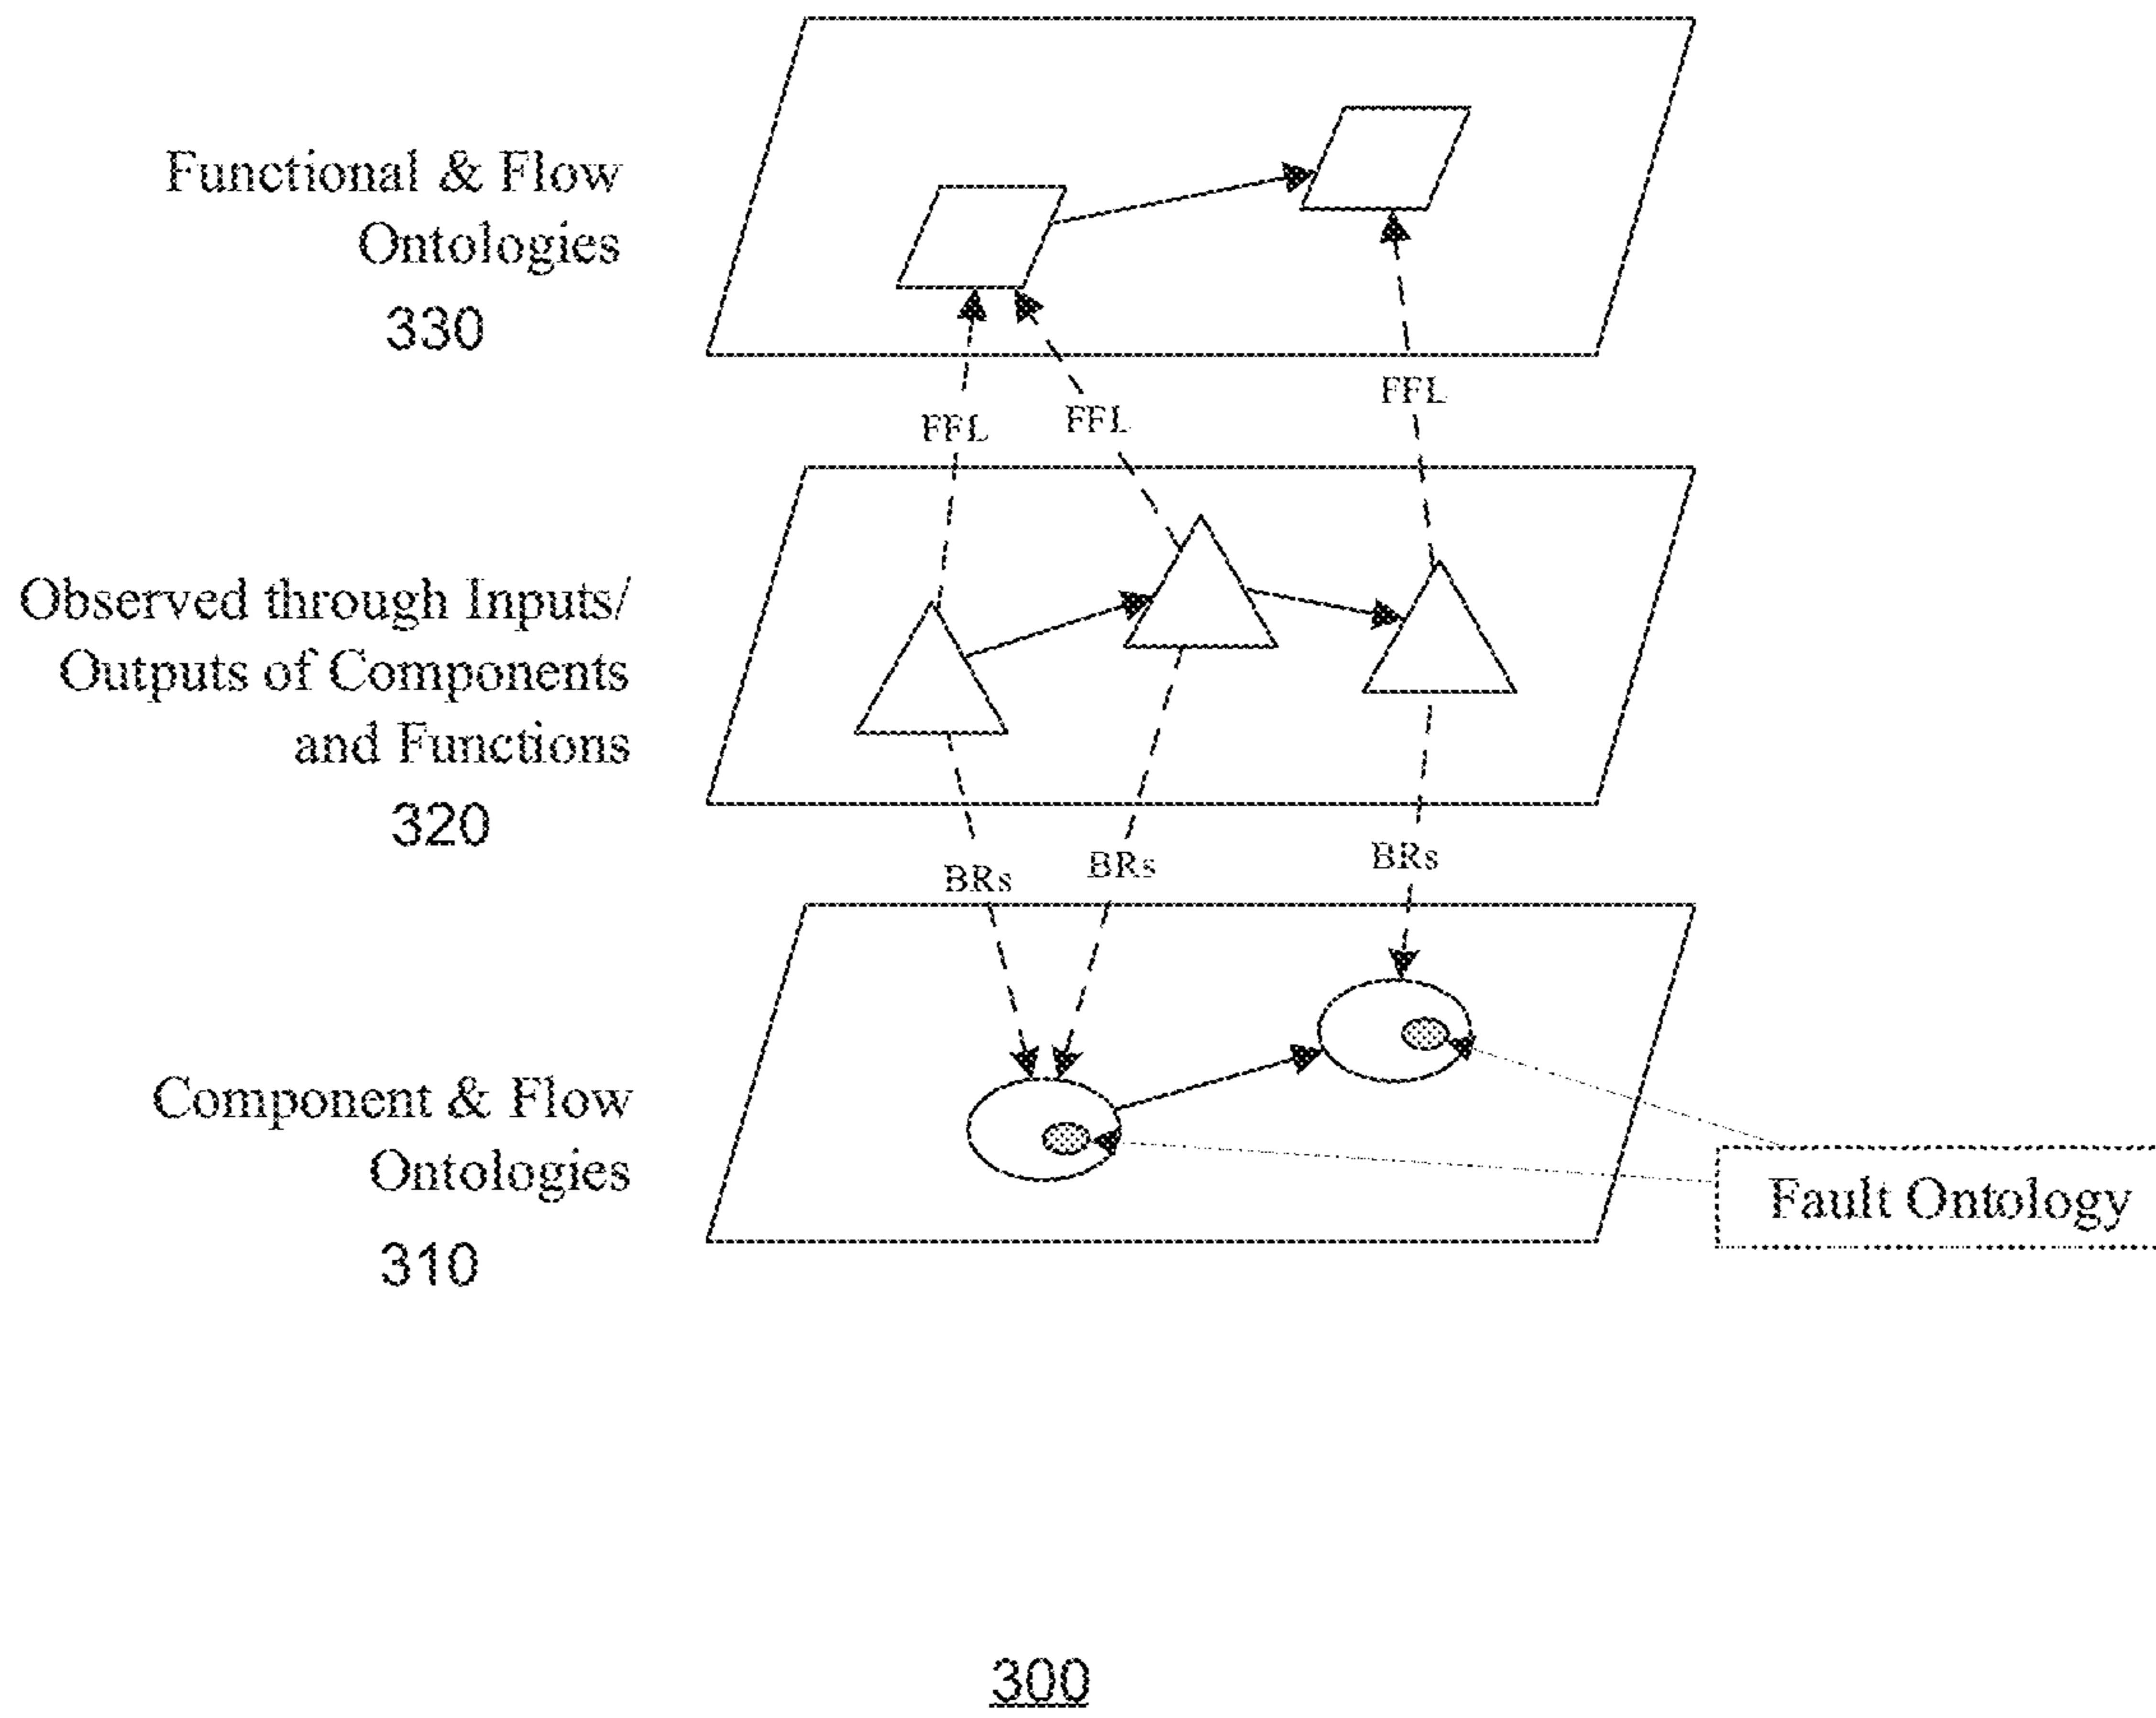 Functional & Flow
Ontologies
330
FFL
FFL
FFL
Observed through Inputs/
Outputs of Components
and Functions
320
BRs
BRs
BRs
Component & Flow
Ontologies
310
Fault Ontology
300